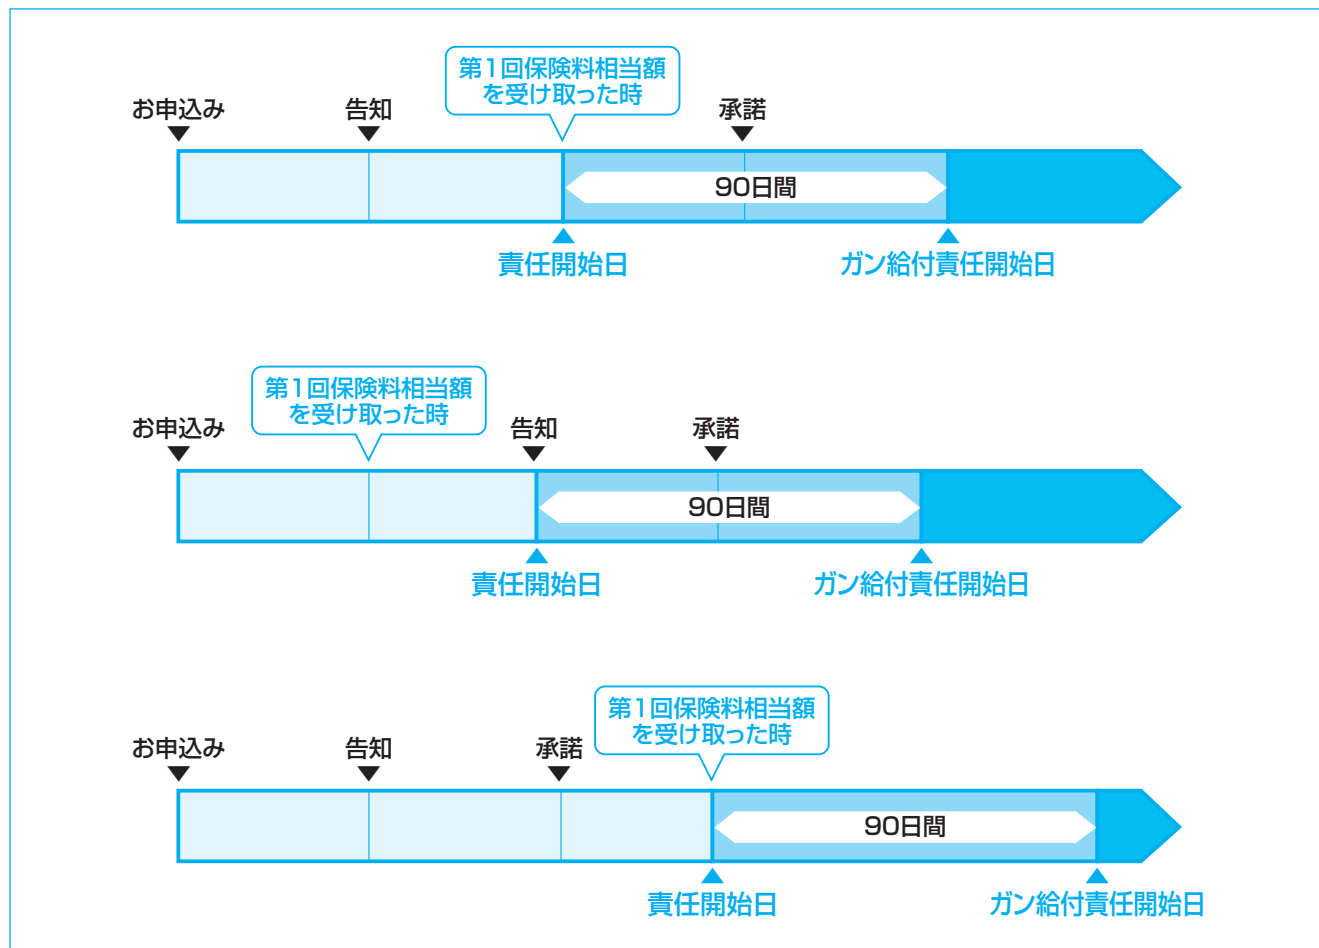 第1回保険料相当額
を受け取った時
お申込み
告知
承諾
90日間
責任開始日
ガン給付責任開始日
第1回保険料相当額
を受け取った時
お申込み
告知
承諾
90日間
責任開始日
ガン給付責任開始日
第1回保険料相当額
を受け取った時
お申込み
告知
承諾
90日間
責任開始日
ガン給付責任開始日